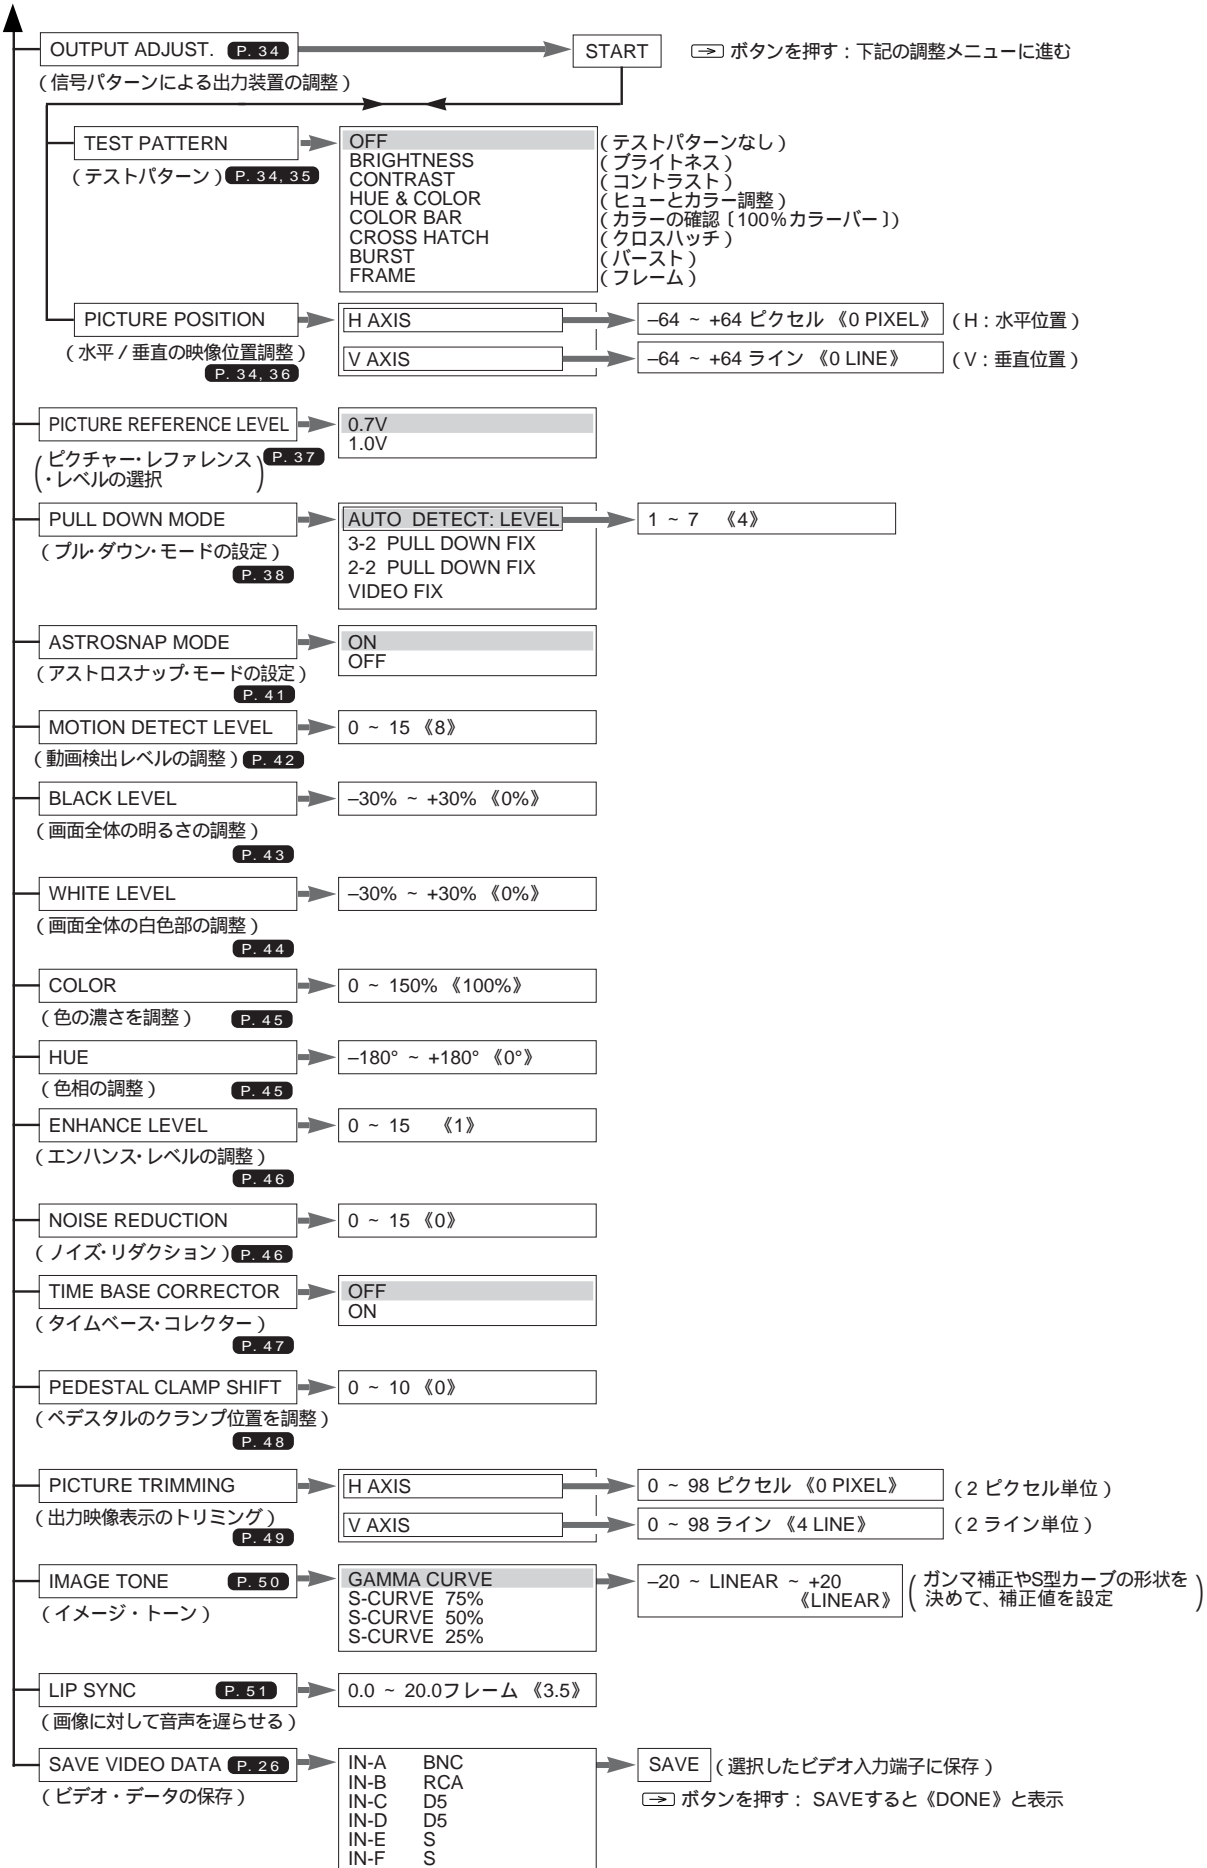 OUTPUT ADJUST. P. 34 START → ボタンを押す：下記の調整メニューに進む
（信号パターンによる出力装置の調整）
TEST PATTERN
（テストパターン）P. 34, 35
OFF （テストパターンなし）
BRIGHTNESS （ブライトネス）
CONTRAST （コントラスト）
HUE & COLOR （ヒューとカラー調整）
COLOR BAR （カラーの確認〔100％カラーバー〕）
CROSS HATCH （クロスハッチ）
BURST （バースト）
FRAME （フレーム）
PICTURE POSITION H AXIS –64 ~ +64 ピクセル 《0 PIXEL》 （H：水平位置）
（水平 / 垂直の映像位置調整） V AXIS –64 ~ +64 ライン 《0 LINE》 （V：垂直位置）
P. 34, 36
PICTURE REFERENCE LEVEL 0.7V
1.0V
（ピクチャー・レファレンス P. 37
・レベルの選択）
PULL DOWN MODE AUTO DETECT: LEVEL 1 ~ 7 《4》
（プル・ダウン・モードの設定） 3-2 PULL DOWN FIX
P. 38 2-2 PULL DOWN FIX
VIDEO FIX
ASTROSNAP MODE ON
OFF
（アストロスナップ・モードの設定）
P. 41
MOTION DETECT LEVEL 0 ~ 15 《8》
（動画検出レベルの調整）P. 42
BLACK LEVEL –30% ~ +30% 《0%》
（画面全体の明るさの調整）
P. 43
WHITE LEVEL –30% ~ +30% 《0%》
（画面全体の白色部の調整）
P. 44
COLOR 0 ~ 150% 《100%》
（色の濃さを調整） P. 45
HUE –180° ~ +180° 《0°》
（色相の調整） P. 45
ENHANCE LEVEL 0 ~ 15 《1》
（エンハンス・レベルの調整）
P. 46
NOISE REDUCTION 0 ~ 15 《0》
（ノイズ・リダクション）P. 46
TIME BASE CORRECTOR OFF
ON
（タイムベース・コレクター）
P. 47
PEDESTAL CLAMP SHIFT 0 ~ 10 《0》
（ペデスタルのクランプ位置を調整）
P. 48
PICTURE TRIMMING H AXIS 0 ~ 98 ピクセル 《0 PIXEL》 （2 ピクセル単位）
（出力映像表示のトリミング） V AXIS 0 ~ 98 ライン 《4 LINE》 （2 ライン単位）
P. 49
IMAGE TONE P. 50 GAMMA CURVE –20 ~ LINEAR ~ +20 （ガンマ補正やS型カーブの形状を
S-CURVE 75% 《LINEAR》 決めて、補正値を設定）
（イメージ・トーン） S-CURVE 50%
S-CURVE 25%
LIP SYNC P. 51 0.0 ~ 20.0フレーム 《3.5》
（画像に対して音声を遅らせる）
SAVE VIDEO DATA P. 26 IN-A BNC SAVE （選択したビデオ入力端子に保存）
IN-B RCA
（ビデオ・データの保存） IN-C D5 → ボタンを押す： SAVEすると《DONE》と表示
IN-D D5
IN-E S
IN-F S